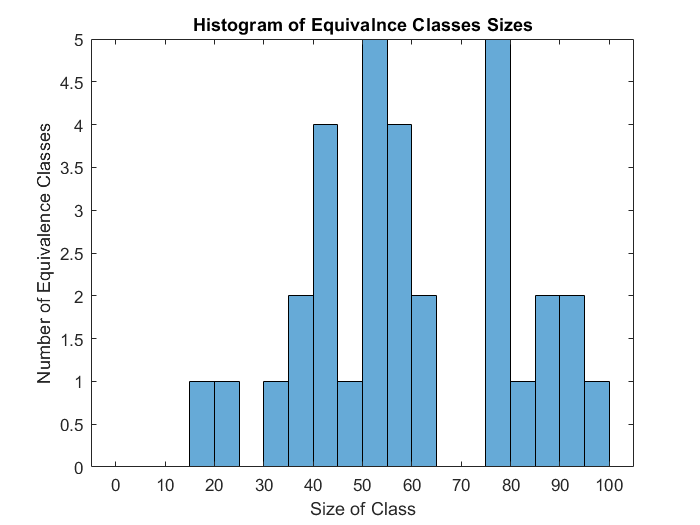 Histogram of Equivalnce Classes Sizes
5
4.5
4
3.5
3
2.5
2
1.5
1
0.5
0
Number of Equivalence Classes
0 10 20 30 40 50 60 70 80 90 100
Size of Class